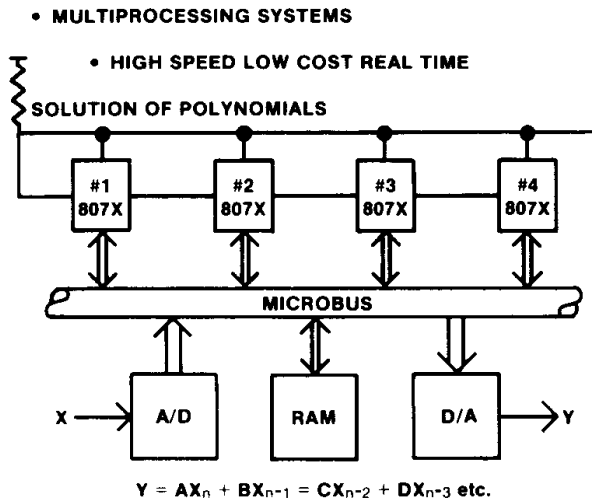 • MULTIPROCESSING SYSTEMS
• HIGH SPEED LOW COST REAL TIME
SOLUTION OF POLYNOMIALS
#1 #2 #3 #4
807X 807X 807X 807X
MICROBUS
X A/D RAM D/A Y
Y = AXₙ + BXₙ₋₁ = CXₙ₋₂ + DXₙ₋₃ etc.